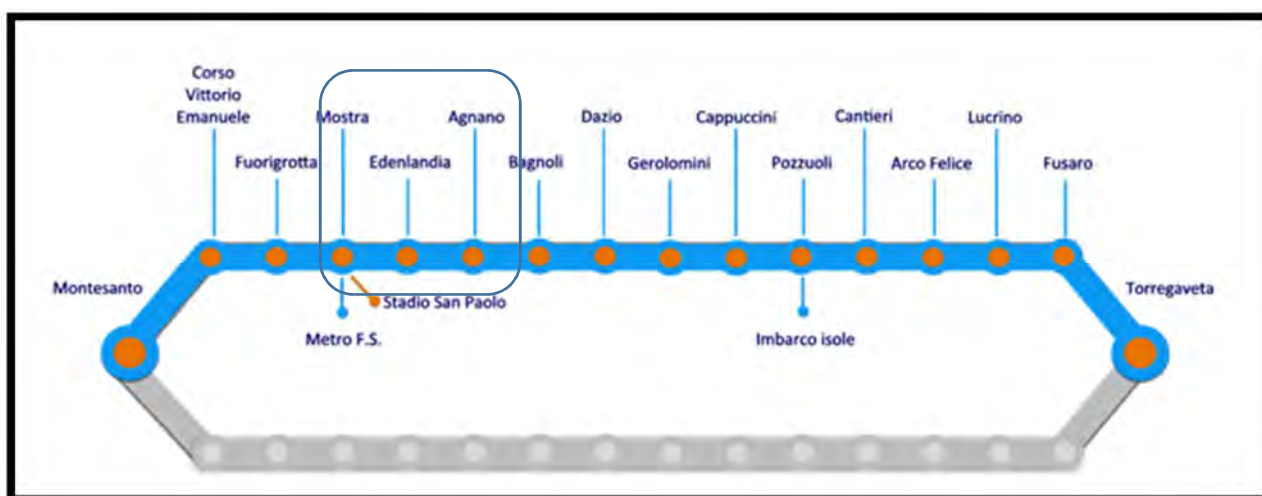 Corso
Vittorio
Emanuele
Mostra
Agnano
Dazio
Cappuccini
Cantieri
Lucrino
Fuorigrotta
Edenlandia
Bagnoli
Gerolomini
Pozzuoli
Arco Felice
Fusaro
Montesanto
Torregaveta
Stadio San Paolo
Metro F.S.
Imbarco isole